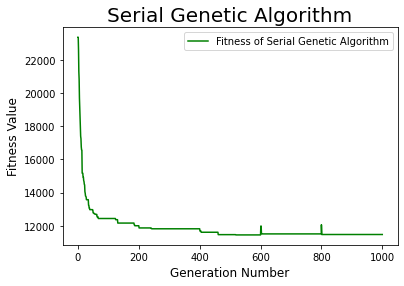 Serial Genetic Algorithm
Fitness of Serial Genetic Algorithm
Fitness Value
22000
20000
18000
16000
14000
12000
0 200 400 600 800 1000
Generation Number